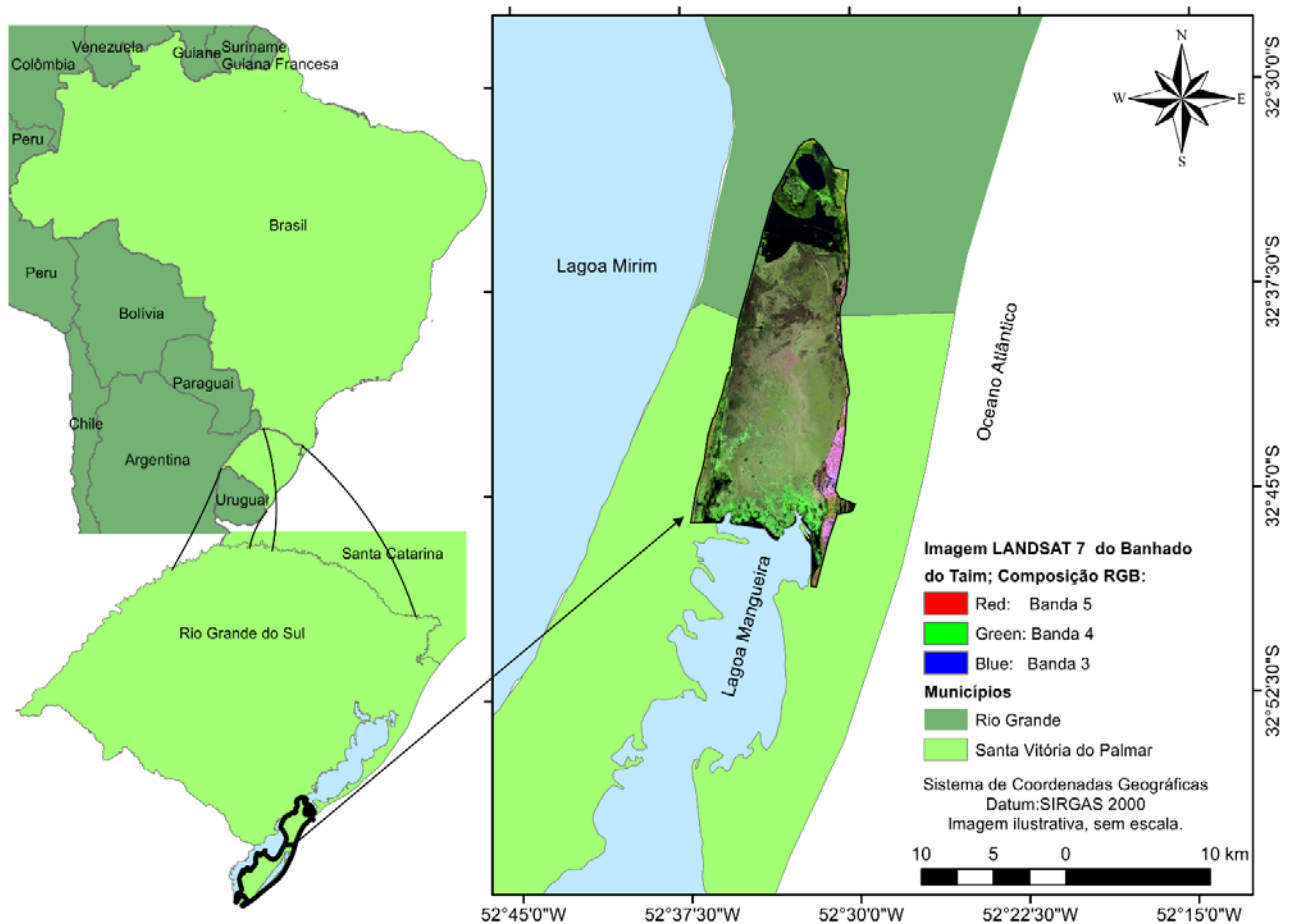 Venezuela
Colômbia
Guiane
Suriname
Guiana Francesa
Peru
Brasil
Peru
Bolívia
Paraguai
Chile
Argentina
Uruguai
Santa Catarina
Rio Grande do Sul
Lagoa Mirim
Oceano Atlântico
Lagoa Mangueira
N
W
E
S
32°30'0"S
32°37'30"S
32°45'0"S
32°52'30"S
Imagem LANDSAT 7 do Banhado
do Taim; Composição RGB:
Red: Banda 5
Green: Banda 4
Blue: Banda 3
Municípios
Rio Grande
Santa Vitória do Palmar
Sistema de Coordenadas Geográficas
Datum:SIRGAS 2000
Imagem ilustrativa, sem escala.
10 5 0 10 km
52°45'0"W 52°37'30"W 52°30'0"W 52°22'30"W 52°15'0"W